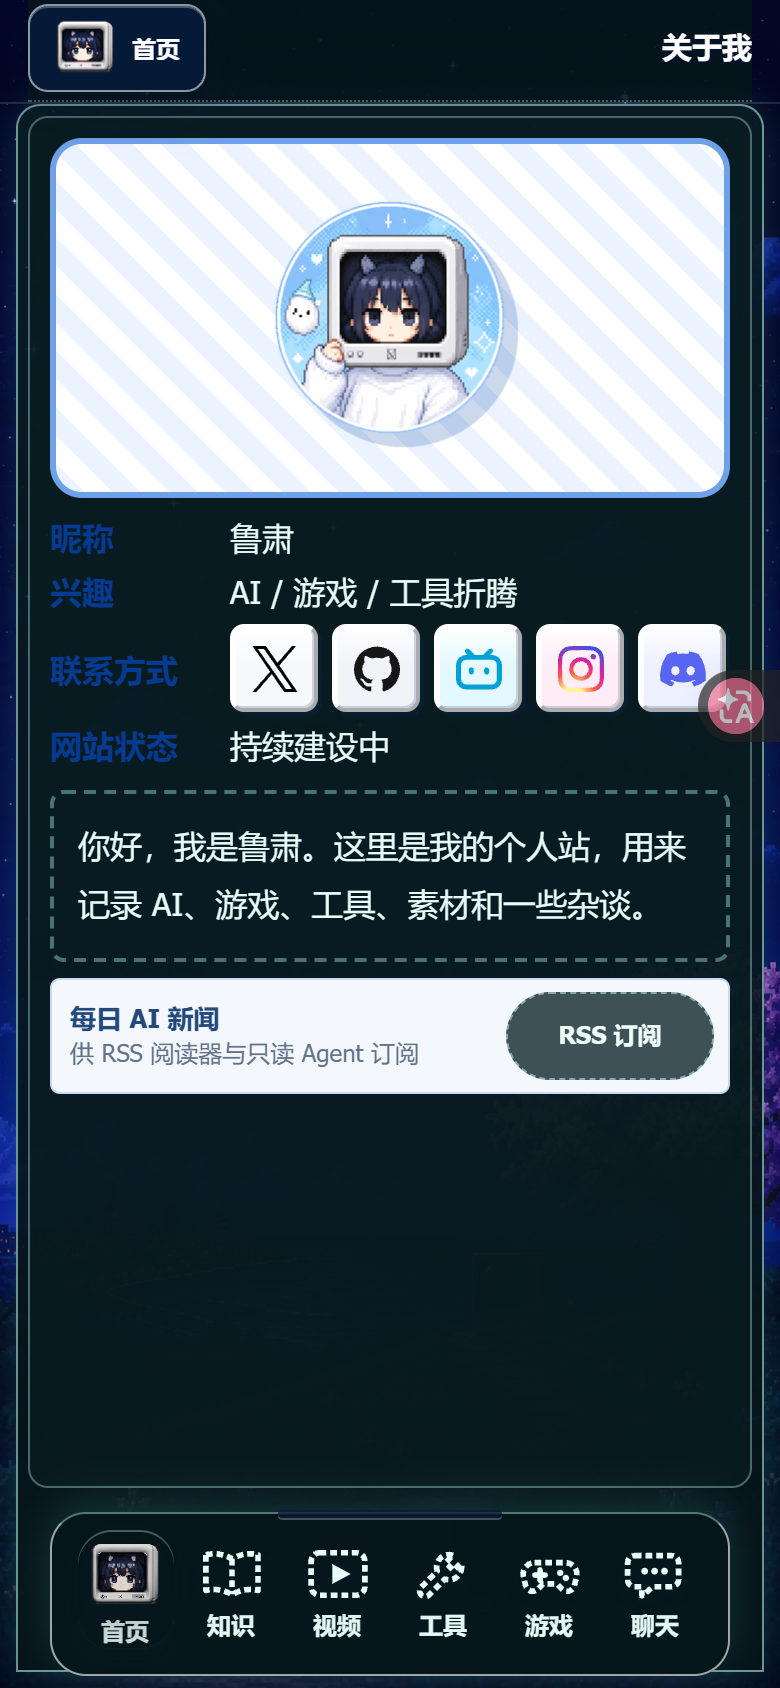 首页
关于我
昵称 鲁肃
兴趣 AI / 游戏 / 工具折腾
联系方式
网站状态 持续建设中
你好，我是鲁肃。这里是我的个人站，用来
记录 AI、游戏、工具、素材和一些杂谈。
每日 AI 新闻
供 RSS 阅读器与只读 Agent 订阅
RSS 订阅
首页 知识 视频 工具 游戏 聊天